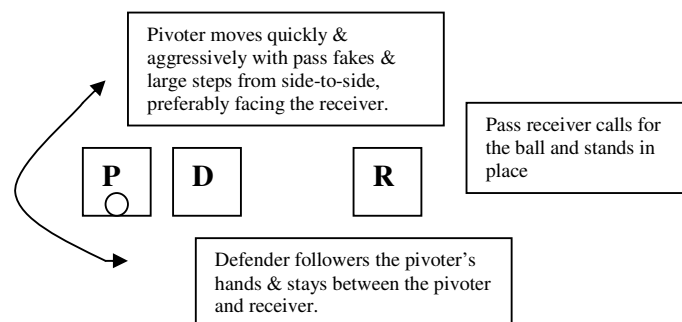 Pivoter moves quickly &
aggressively with pass fakes &
large steps from side-to-side,
preferably facing the receiver.
Pass receiver calls for
the ball and stands in
place
P
D
R
Defender followers the pivoter's
hands & stays between the pivoter
and receiver.